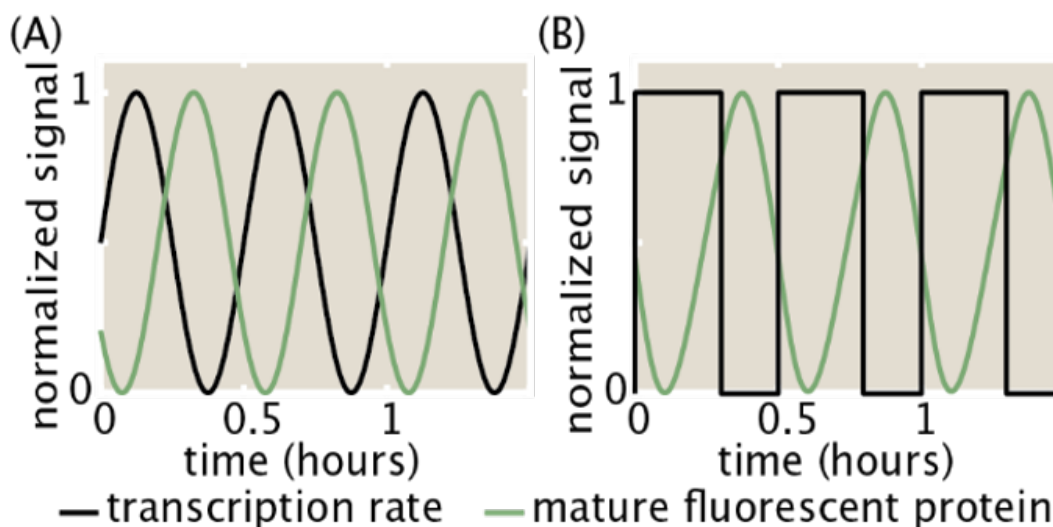 (A)
normalized signal
1
0
0 0.5 1
time (hours)
(B)
normalized signal
1
0
0 0.5 1
time (hours)
transcription rate mature fluorescent protein